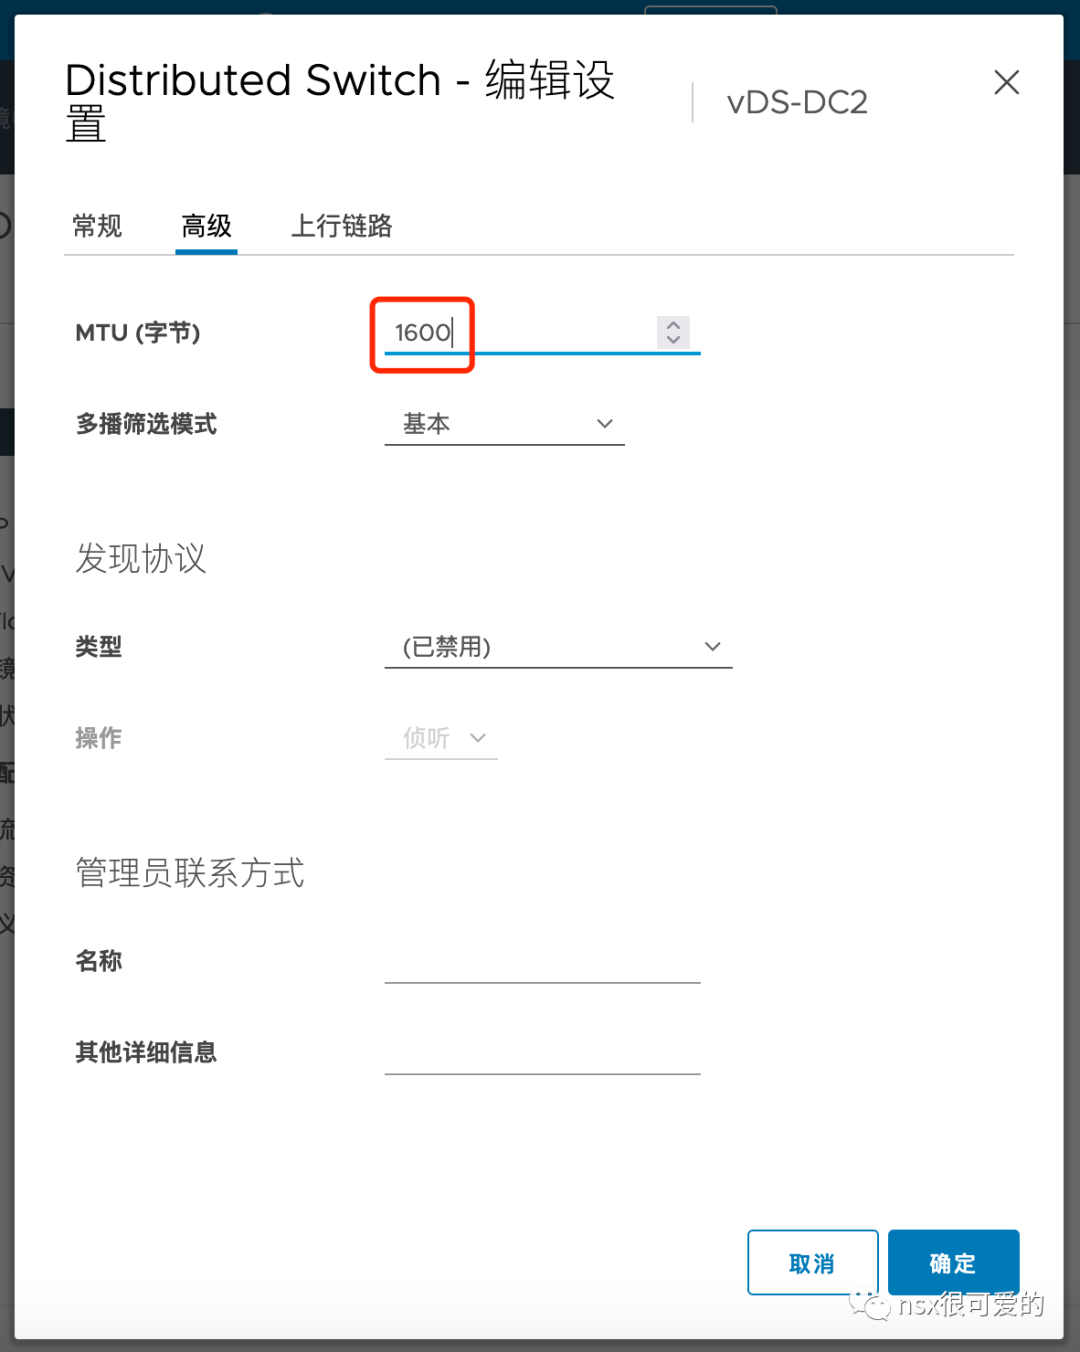 Distributed Switch - 编辑设
置
vDS-DC2
常规 高级 上行链路
MTU (字节) 1600
多播筛选模式 基本
发现协议
类型 (已禁用)
操作 侦听
管理员联系方式
名称
其他详细信息
取消 确定
nsx很可爱的